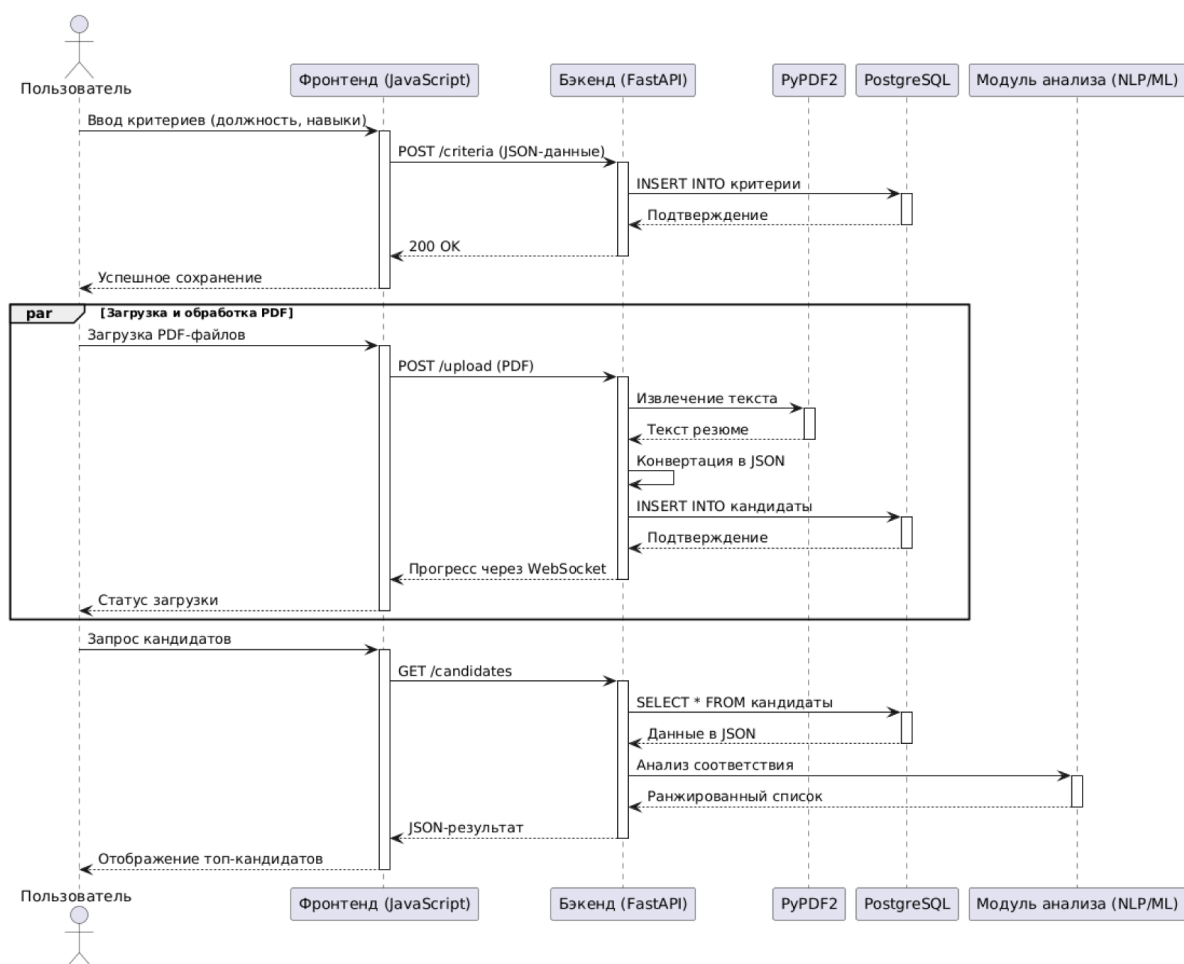 Пользователь
Фронтенд (JavaScript)
Бэкенд (FastAPI)
PyPDF2
PostgreSQL
Модуль анализа (NLP/ML)
Ввод критериев (должность, навыки)
POST /criteria (JSON-данные)
INSERT INTO критерии
Подтверждение
200 OK
Успешное сохранение
par
[Загрузка и обработка PDF]
Загрузка PDF-файлов
POST /upload (PDF)
Извлечение текста
Текст резюме
Конвертация в JSON
INSERT INTO кандидаты
Подтверждение
Прогресс через WebSocket
Статус загрузки
Запрос кандидатов
GET /candidates
SELECT * FROM кандидаты
Данные в JSON
Анализ соответствия
Ранжированный список
JSON-результат
Отображение топ-кандидатов
Пользователь
Фронтенд (JavaScript)
Бэкенд (FastAPI)
PyPDF2
PostgreSQL
Модуль анализа (NLP/ML)